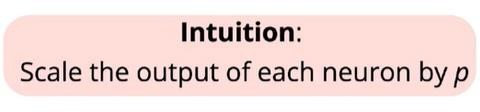 Intuition:
Scale the output of each neuron by p